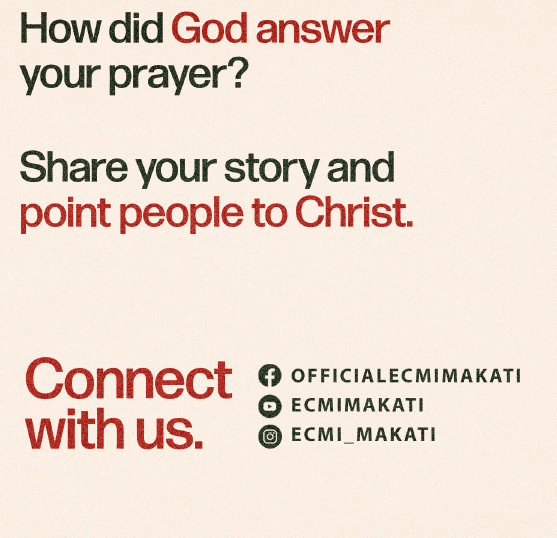 How did God answer
your prayer?
Share your story and
point people to Christ.
Connect
with us.
OFFICIALECMIMAKATI
ECMIMAKATI
ECMI_MAKATI